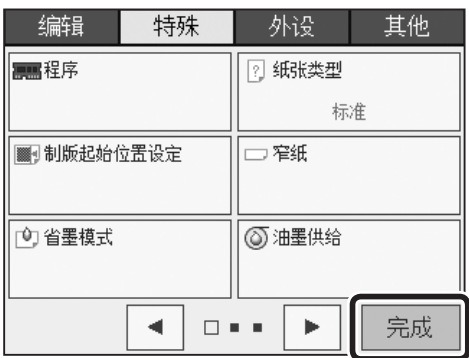 编辑 特殊 外设 其他
程序 纸张类型
标准
制版起始位置设定 窄纸
省墨模式 油墨供给
完成